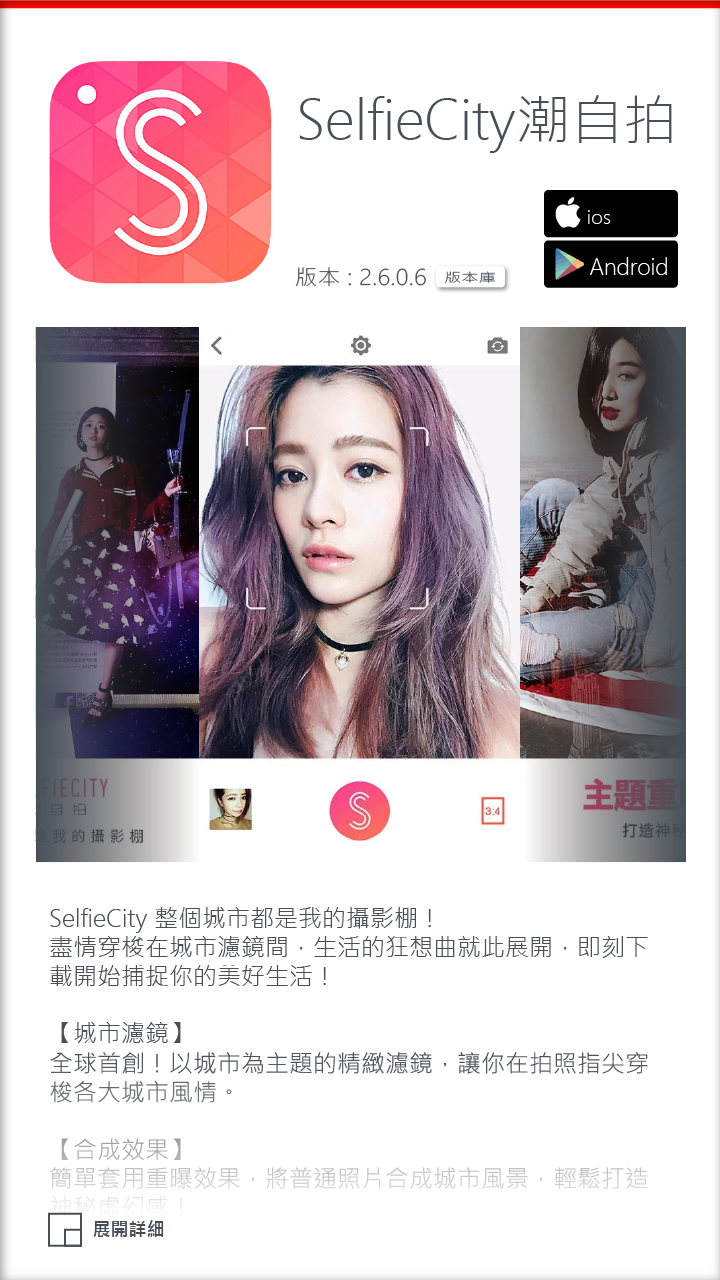 SelfieCity潮自拍
ios
Android
版本 : 2.6.0.6
版本庫
FIECITY
自拍
我的攝影棚
3:4
主題重
打造神秘
SelfieCity 整個城市都是我的攝影棚！
盡情穿梭在城市濾鏡間，生活的狂想曲就此展開，即刻下
載開始捕捉你的美好生活！
【城市濾鏡】
全球首創！以城市為主題的精緻濾鏡，讓你在拍照指尖穿
梭各大城市風情。
【合成效果】
簡單套用重曝效果，將普通照片合成城市風景，輕鬆打造
神秘虛幻感！
展開詳細